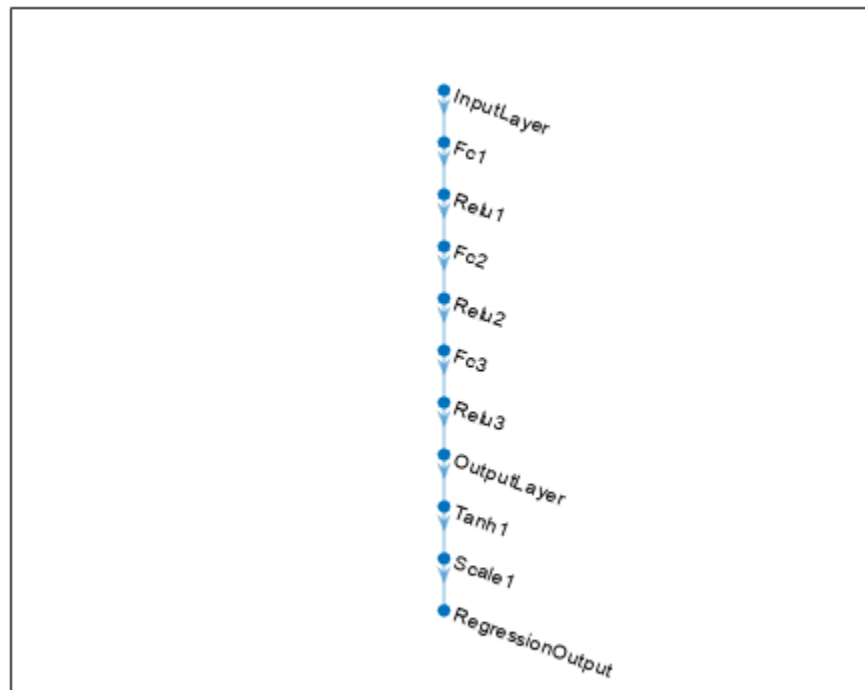 InputLayer
Fc1
Relu1
Fc2
Relu2
Fc3
Relu3
OutputLayer
Tanh1
Scale1
RegressionOutput